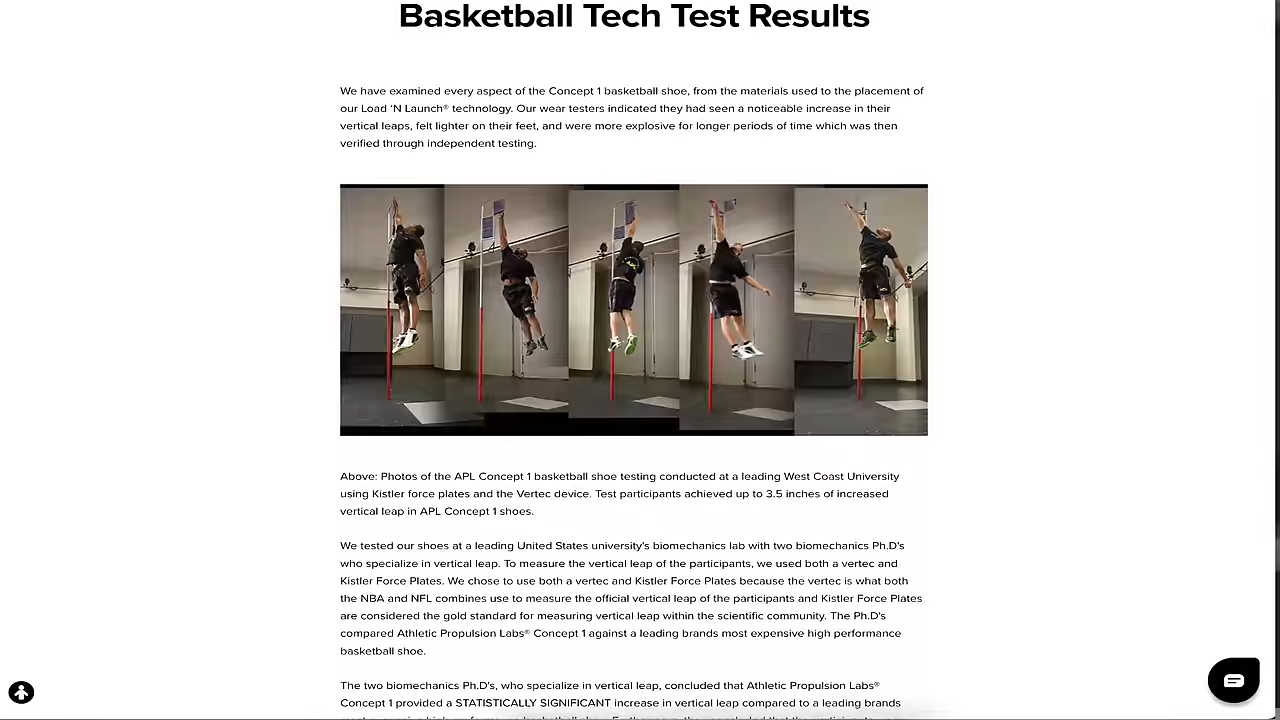 Basketball Tech Test Results
We have examined every aspect of the Concept 1 basketball shoe, from the materials used to the placement of
our Load ‘N Launch® technology. Our wear testers indicated they had seen a noticeable increase in their
vertical leaps, felt lighter on their feet, and were more explosive for longer periods of time which was then
verified through independent testing.
Above: Photos of the APL Concept 1 basketball shoe testing conducted at a leading West Coast University
using Kistler force plates and the Vertec device. Test participants achieved up to 3.5 inches of increased
vertical leap in APL Concept 1 shoes.
We tested our shoes at a leading United States university's biomechanics lab with two biomechanics Ph.D's
who specialize in vertical leap. To measure the vertical leap of the participants, we used both a vertec and
Kistler Force Plates. We chose to use both a vertec and Kistler Force Plates because the vertec is what both
the NBA and NFL combines use to measure the official vertical leap of the participants and Kistler Force Plates
are considered the gold standard for measuring vertical leap within the scientific community. The Ph.D's
compared Athletic Propulsion Labs® Concept 1 against a leading brands most expensive high performance
basketball shoe.
The two biomechanics Ph.D's, who specialize in vertical leap, concluded that Athletic Propulsion Labs®
Concept 1 provided a STATISTICALLY SIGNIFICANT increase in vertical leap compared to a leading brands